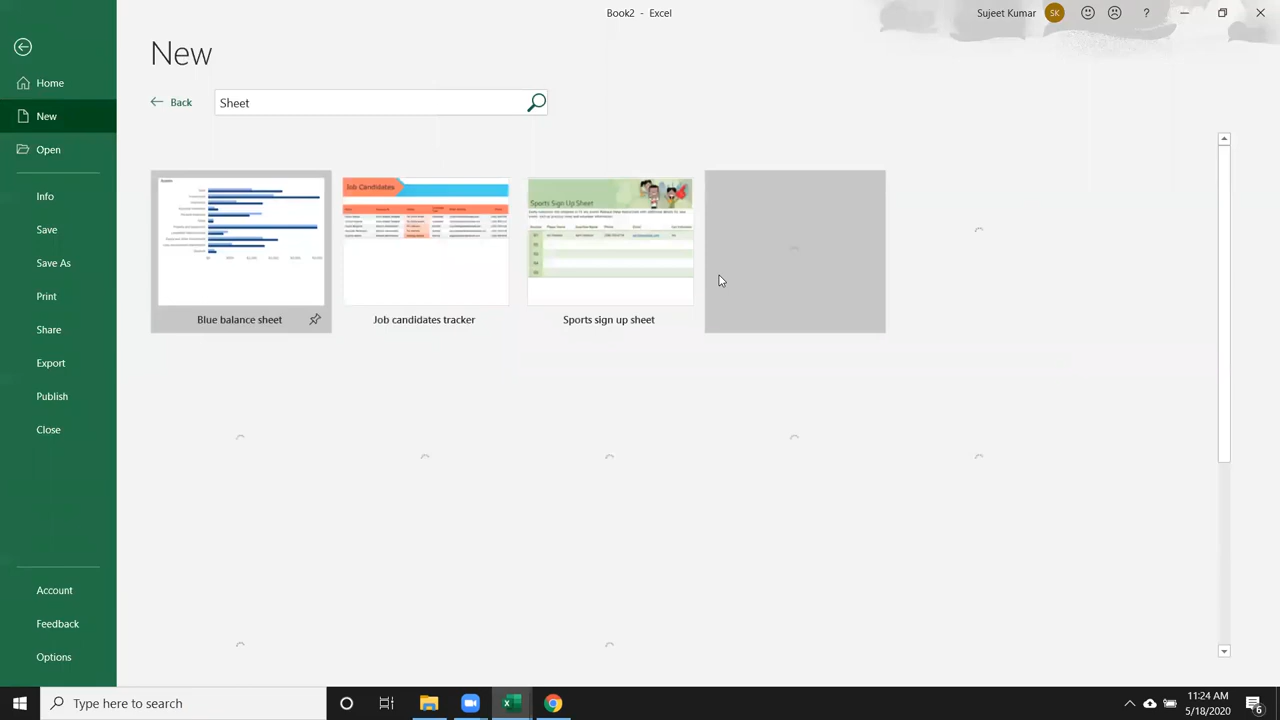 Book2 - Excel
Sujeet Kumar
SK
?
New
Home
Back
Sheet
New
Open
Info
Save
Save As
Print
Share
Export
Publish
Close
Assets
Job Candidates
Sports Sign Up Sheet
Blue balance sheet
Job candidates tracker
Sports sign up sheet
Account
Feedback
Options
Type here to search
11:24 AM
5/18/2020
6